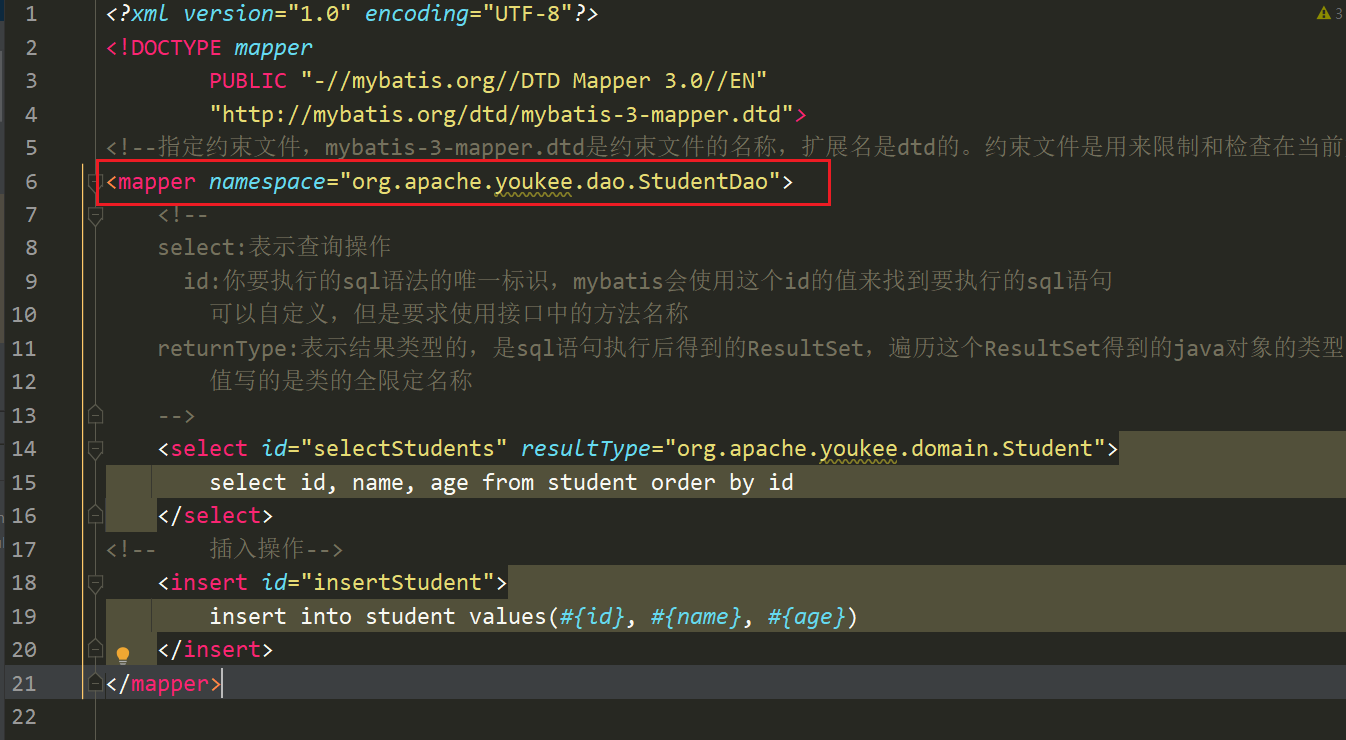 1 <?xml version="1.0" encoding="UTF-8"?>
3
2 <!DOCTYPE mapper
3 PUBLIC "-//mybatis.org//DTD Mapper 3.0//EN"
4 "http://mybatis.org/dtd/mybatis-3-mapper.dtd">
5 <!--指定约束文件，mybatis-3-mapper.dtd是约束文件的名称，扩展名是dtd的。约束文件是用来限制和检查在当前
6 <mapper namespace="org.apache.youkee.dao.StudentDao">
7 <!--
8 select:表示查询操作
9 id:你要执行的sql语法的唯一标识，mybatis会使用这个id的值来找到要执行的sql语句
10 可以自定义，但是要求使用接口中的方法名称
11 returnType:表示结果类型的，是sql语句执行后得到的ResultSet，遍历这个ResultSet得到的java对象的类型
12 值写的是类的全限定名称
13 -->
14 <select id="selectStudents" resultType="org.apache.youkee.domain.Student">
15 select id, name, age from student order by id
16 </select>
17 <!-- 插入操作-->
18 <insert id="insertStudent">
19 insert into student values(#{id}, #{name}, #{age})
20 </insert>
21 </mapper>
22